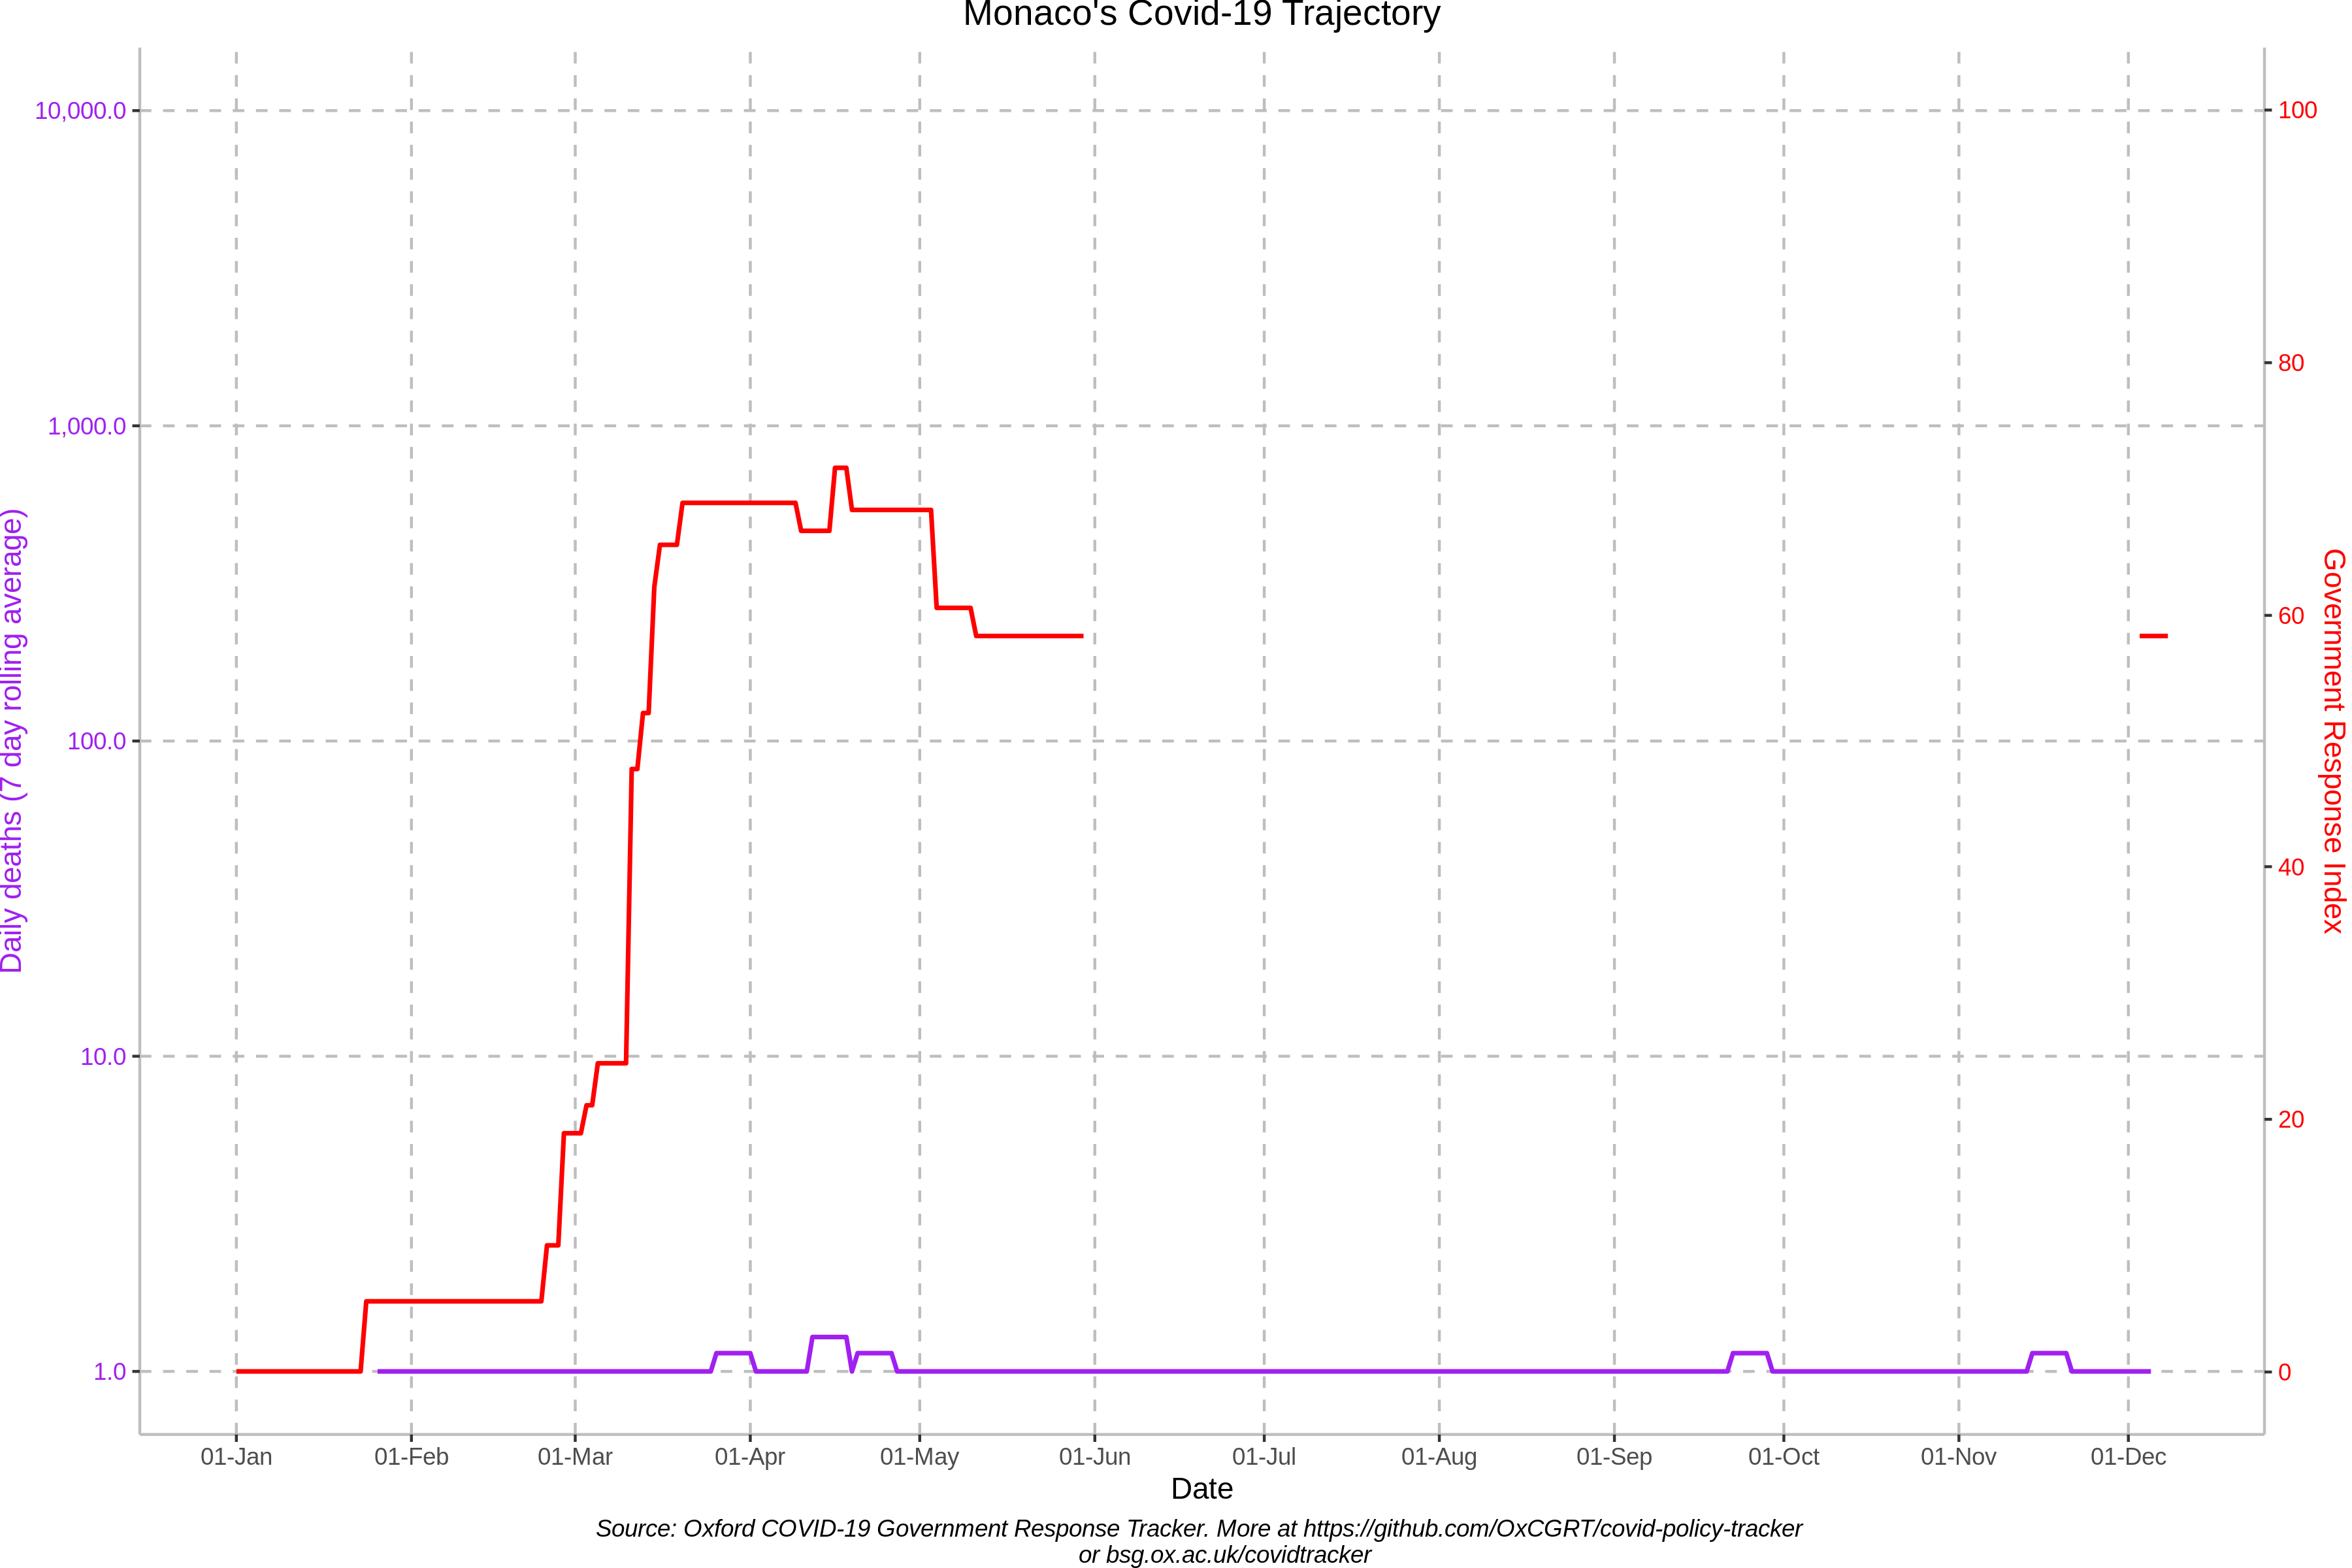 Monaco's Covid-19 Trajectory
10,000.0
1,000.0
100.0
10.0
1.0
Daily deaths (7 day rolling average)
100
80
60
40
20
0
Government Response Index
01-Jan 01-Feb 01-Mar 01-Apr 01-May 01-Jun 01-Jul 01-Aug 01-Sep 01-Oct 01-Nov 01-Dec
Date
Source: Oxford COVID-19 Government Response Tracker. More at https://github.com/OxCGRT/covid-policy-tracker
or bsg.ox.ac.uk/covidtracker